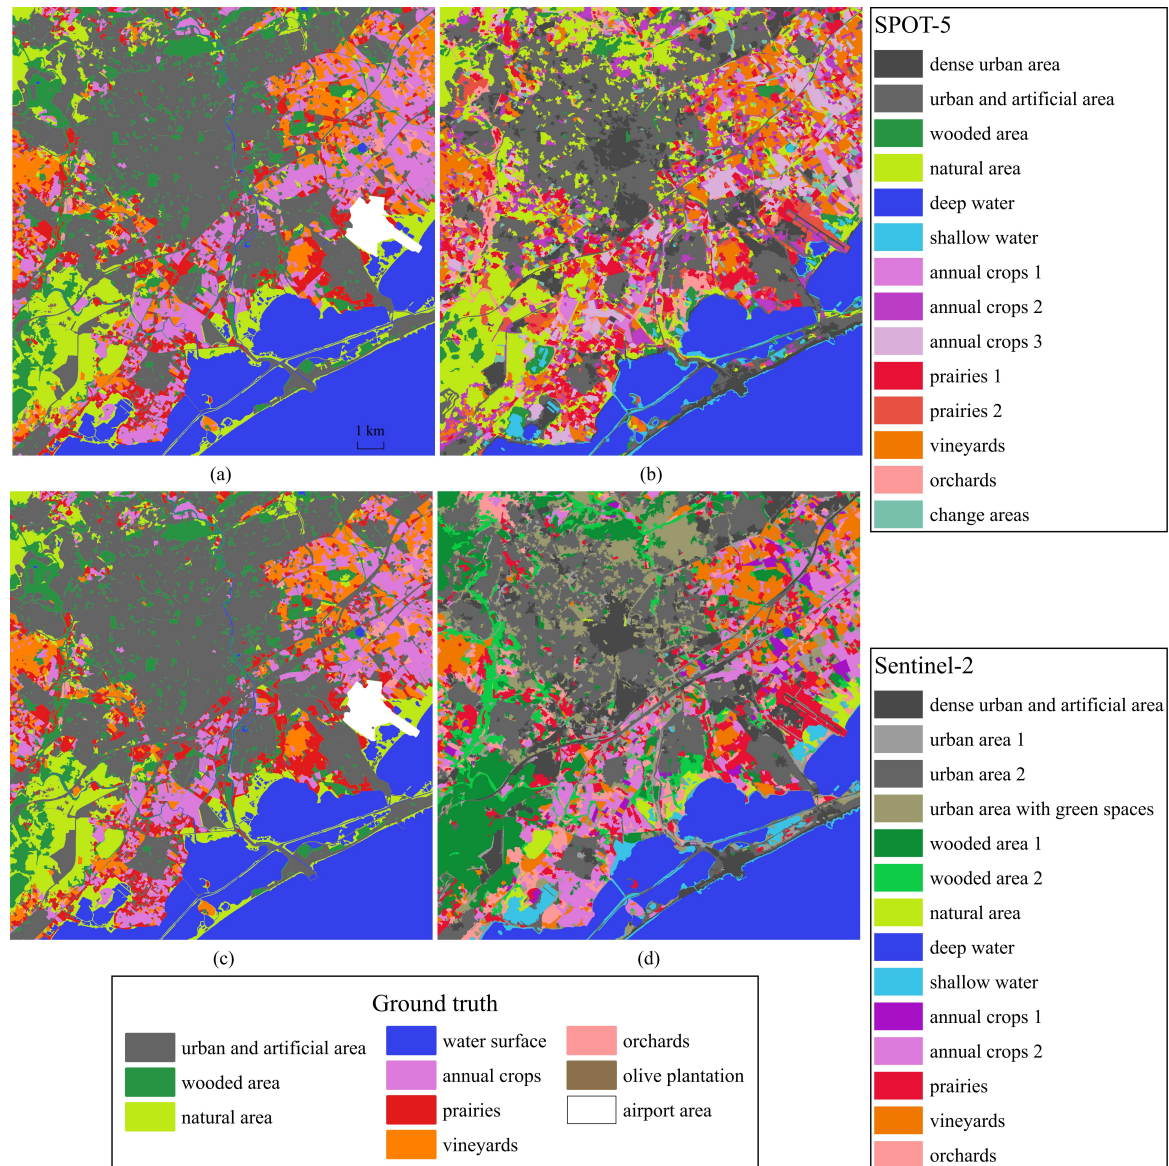 SPOT-5
dense urban area
urban and artificial area
wooded area
natural area
deep water
shallow water
annual crops 1
annual crops 2
annual crops 3
prairies 1
prairies 2
vineyards
orchards
change areas
1 km
(a)
(b)
Sentinel-2
dense urban and artificial area
urban area 1
urban area 2
urban area with green spaces
wooded area 1
wooded area 2
natural area
deep water
shallow water
annual crops 1
annual crops 2
prairies
vineyards
orchards
(c)
(d)
Ground truth
urban and artificial area
wooded area
natural area
water surface
annual crops
prairies
vineyards
orchards
olive plantation
airport area